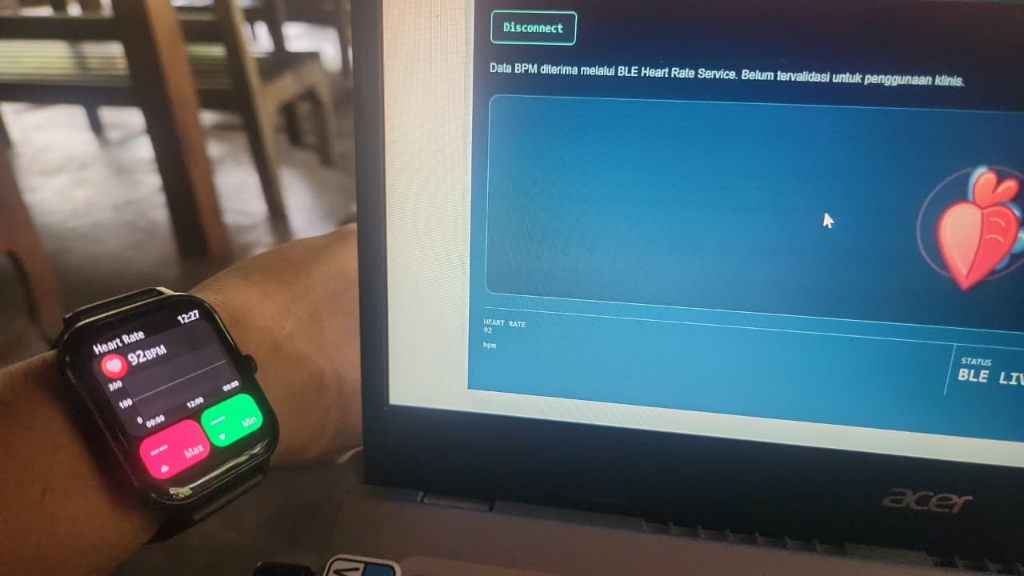 Disconnect
Data BPM diterima melalui BLE Heart Rate Service. Belum tervalidasi untuk penggunaan klinis.
HEART RATE
92
bpm
STATUS
BLE LIV
acer
12:27
Heart Rate
92BPM
200
100
0
00:00
12:00
00:00
Max
Min